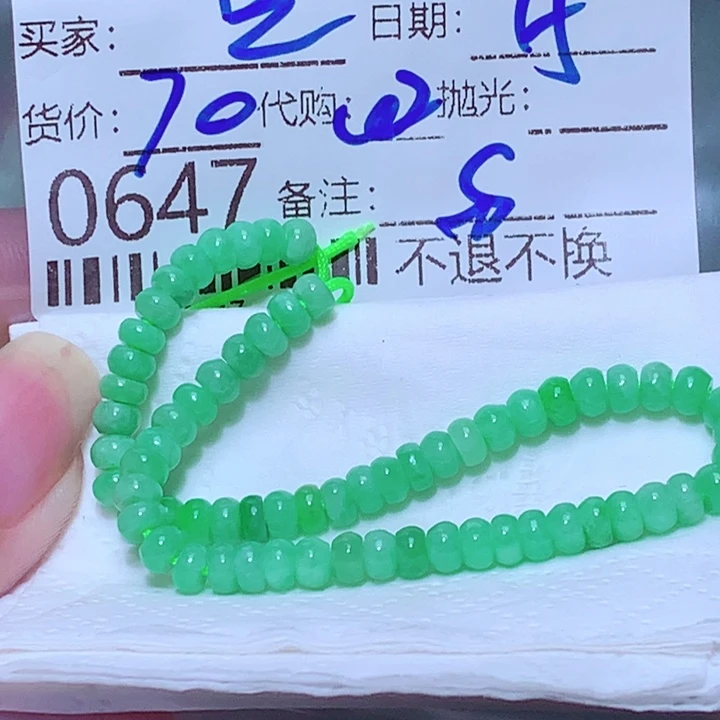 买家： 日期：
货价：70 代购： 抛光：
0647 备注：
不退不换